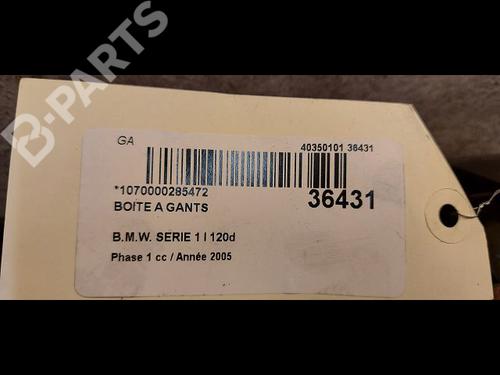 B-PARTS
GA
40350101 36431
*1070000285472
36431
BOITE A GANTS
B.M.W. SERIE 1 I 120d
Phase 1 cc / Année 2005